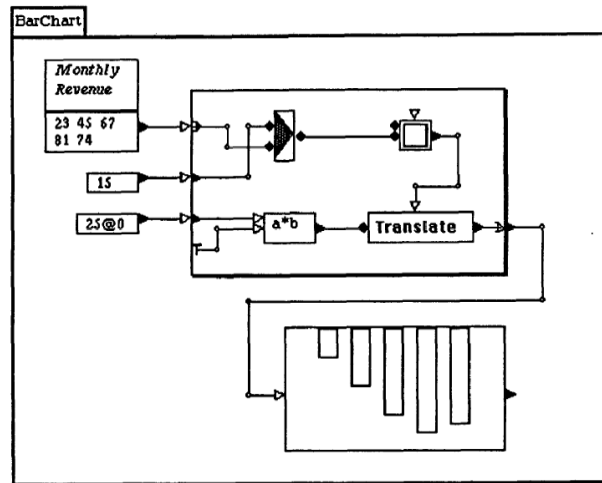 BarChart
Monthly
Revenue
23 45 67
81 74
15
25@0
a*b
Translate